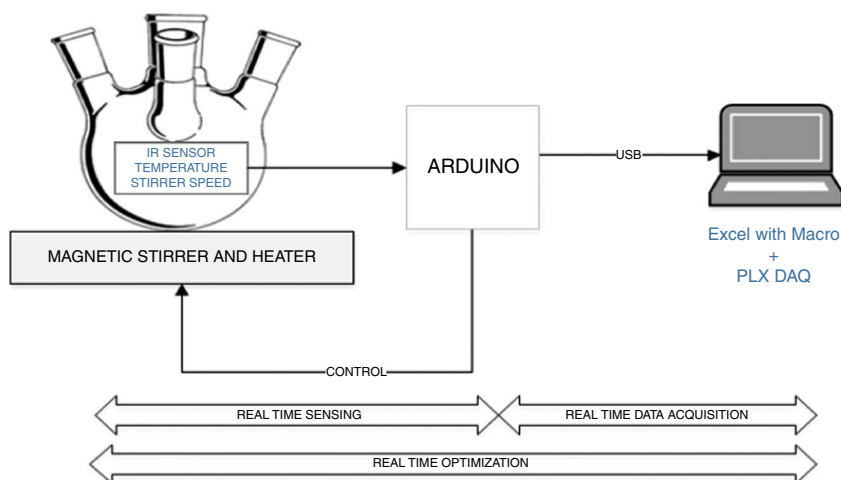 IR SENSOR
TEMPERATURE
STIRRER SPEED
ARDUINO
USB
MAGNETIC STIRRER AND HEATER
Excel with Macro
+
PLX DAQ
CONTROL
REAL TIME SENSING
REAL TIME DATA ACQUISITION
REAL TIME OPTIMIZATION